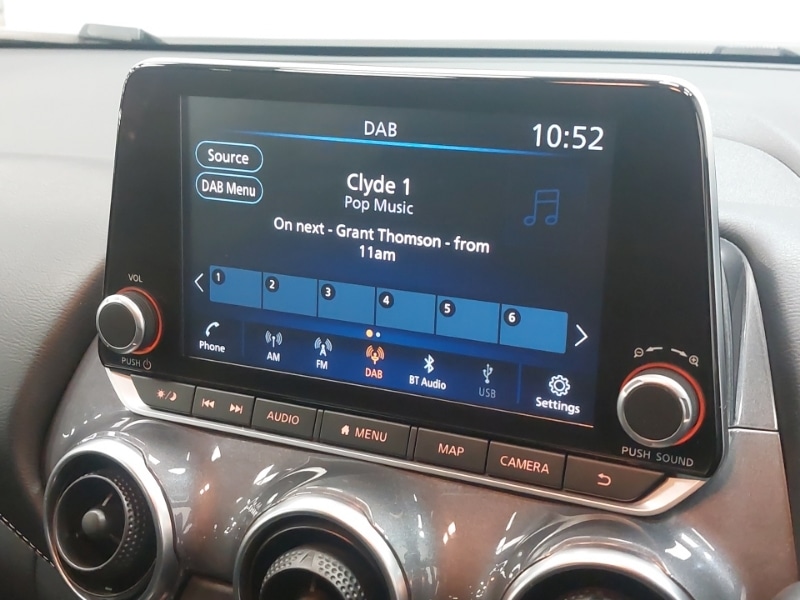 DAB
10:52
Source
DAB Menu
Clyde 1
Pop Music
On next - Grant Thomson - from
11am
1 2 3 4 5 6
VOL
PUSH
Phone
AM
FM
DAB
BT Audio
USB
Settings
PUSH SOUND
AUDIO
MENU
MAP
CAMERA